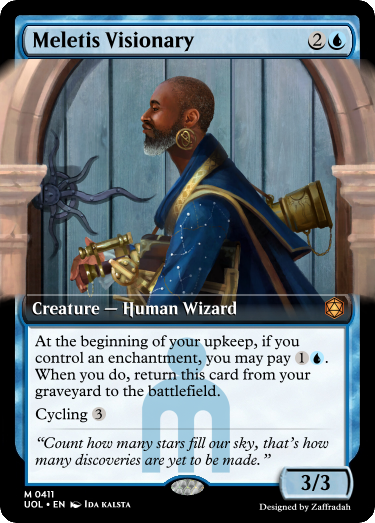 Meletis Visionary 2
Creature — Human Wizard
At the beginning of your upkeep, if you
control an enchantment, you may pay 1.
When you do, return this card from your
graveyard to the battlefield.
Cycling 3
“Count how many stars fill our sky, that’s how
many discoveries are yet to be made.”
3/3
M 0411
UOL • EN Ida kalsta
Designed by Zaffradah